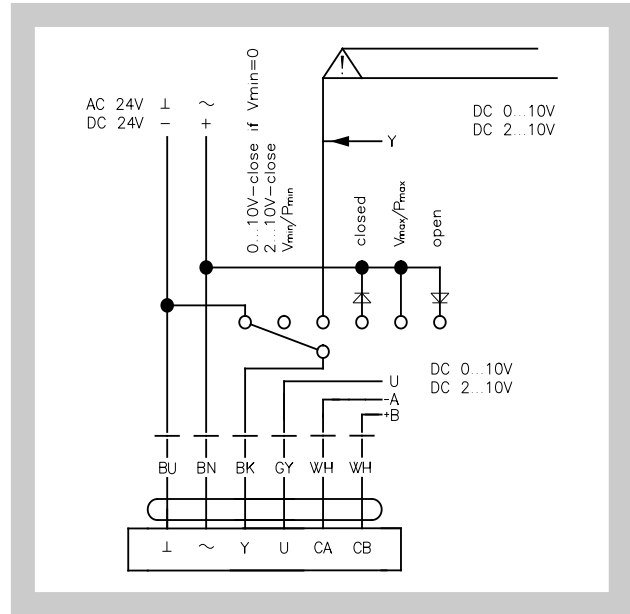 AC 24V ⊥ ~
DC 24V − +
0...10V−close if Vmin=0
2...10V−close
Vmin/Pmin
!
DC 0...10V
DC 2...10V
Y
closed
Vmax/Pmax
open
DC 0...10V
DC 2...10V
U
-A
+B
BU BN BK GY WH WH
⊥ ~ Y U CA CB